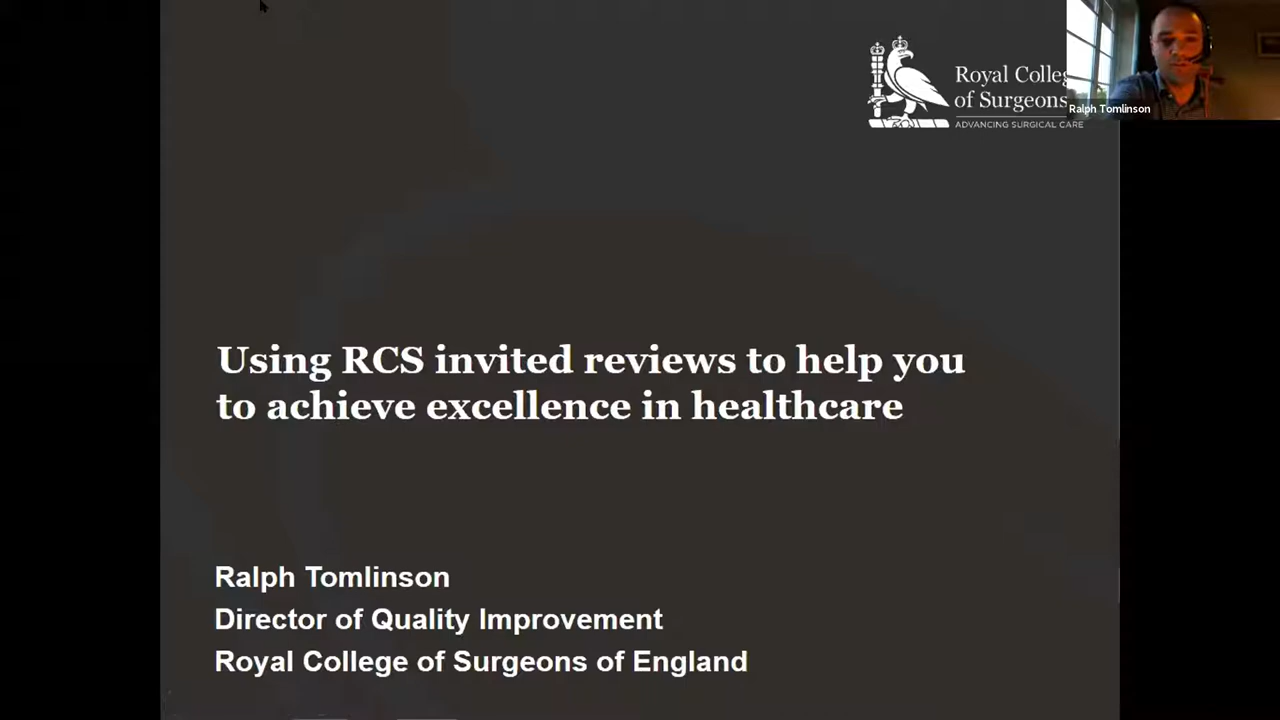 Royal Colleg
of Surgeons
ADVANCING SURGICAL CARE
Ralph Tomlinson
Using RCS invited reviews to help you
to achieve excellence in healthcare
Ralph Tomlinson
Director of Quality Improvement
Royal College of Surgeons of England